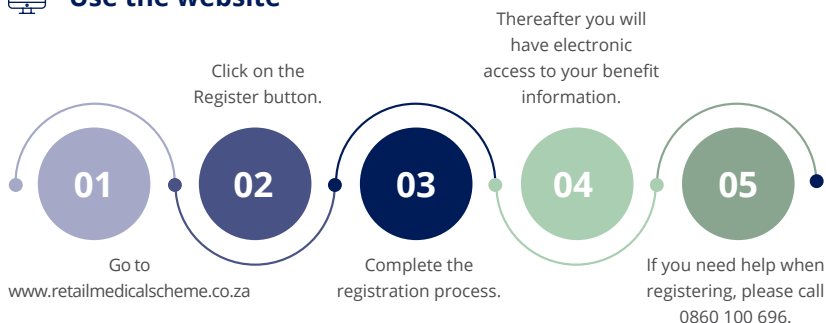 Use the website
01
Go to
www.retailmedicalscheme.co.za
02
Click on the
Register button.
03
Complete the
registration process.
04
Thereafter you will
have electronic
access to your benefit
information.
05
If you need help when
registering, please call
0860 100 696.